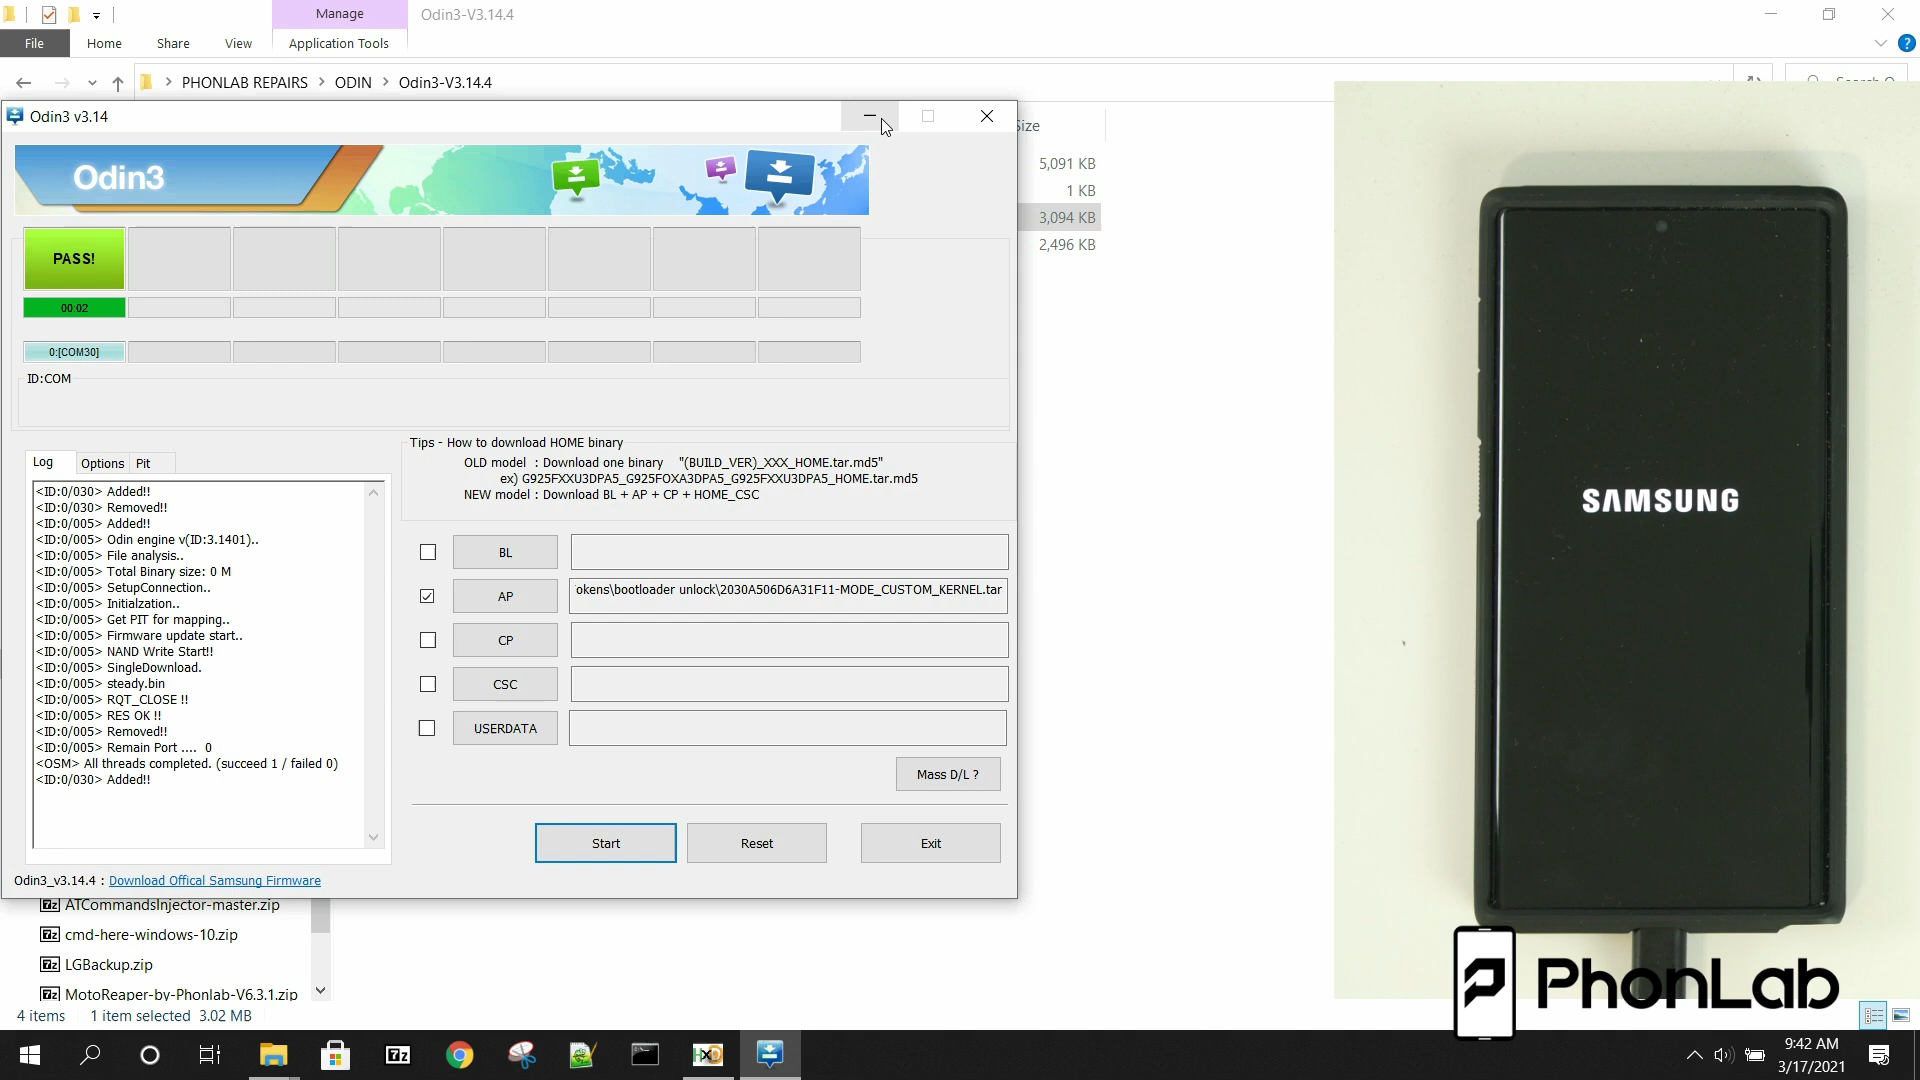 Manage
Odin3-V3.14.4
File
Home
Share
View
Application Tools
PHONLAB REPAIRS
ODIN
Odin3-V3.14.4
Odin3 v3.14
Size
5,091 KB
1 KB
3,094 KB
2,496 KB
Odin3
PASS!
00:02
0:[COM30]
ID:COM
Log
Options
Pit
<ID:0/030> Added!!
<ID:0/030> Removed!!
<ID:0/005> Added!!
<ID:0/005> Odin engine v(ID:3.1401)..
<ID:0/005> File analysis..
<ID:0/005> Total Binary size: 0 M
<ID:0/005> SetupConnection..
<ID:0/005> Initialzation..
<ID:0/005> Get PIT for mapping..
<ID:0/005> Firmware update start..
<ID:0/005> NAND Write Start!!
<ID:0/005> SingleDownload.
<ID:0/005> steady.bin
<ID:0/005> RQT_CLOSE !!
<ID:0/005> RES OK !!
<ID:0/005> Removed!!
<ID:0/005> Remain Port .... 0
<OSM> All threads completed. (succeed 1 / failed 0)
<ID:0/030> Added!!
Tips - How to download HOME binary
OLD model : Download one binary "(BUILD_VER)_XXX_HOME.tar.md5"
ex) G925FXXU3DPA5_G925FOXA3DPA5_G925FXXU3DPA5_HOME.tar.md5
NEW model : Download BL + AP + CP + HOME_CSC
BL
AP
okens\bootloader unlock\2030A506D6A31F11-MODE_CUSTOM_KERNEL.tar
CP
CSC
USERDATA
Mass D/L ?
Start
Reset
Exit
Odin3_v3.14.4 : Download Offical Samsung Firmware
ATCommandsInjector-master.zip
cmd-here-windows-10.zip
LGBackup.zip
MotoReaper-by-Phonlab-V6.3.1.zip
4 items
1 item selected 3.02 MB
SAMSUNG
PhonLab
9:42 AM
3/17/2021